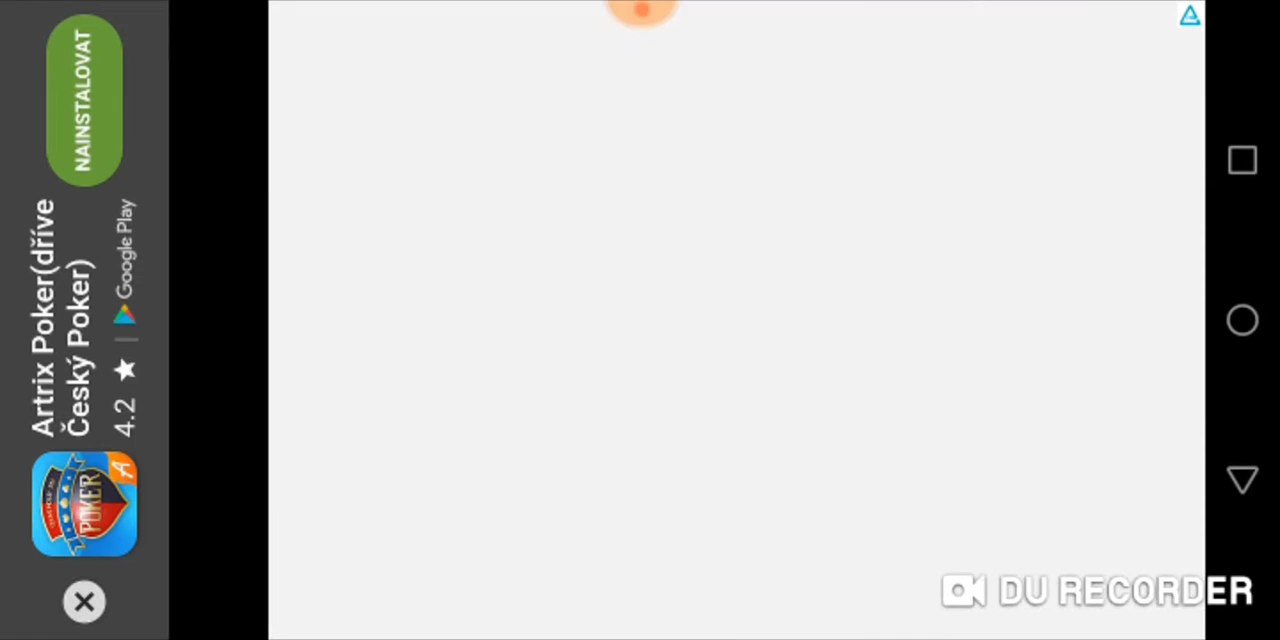 Artrix Poker(dříve
Český Poker)
4.2 ★ | Google Play
NAINSTALOVAT
POKER
A
DU RECORDER